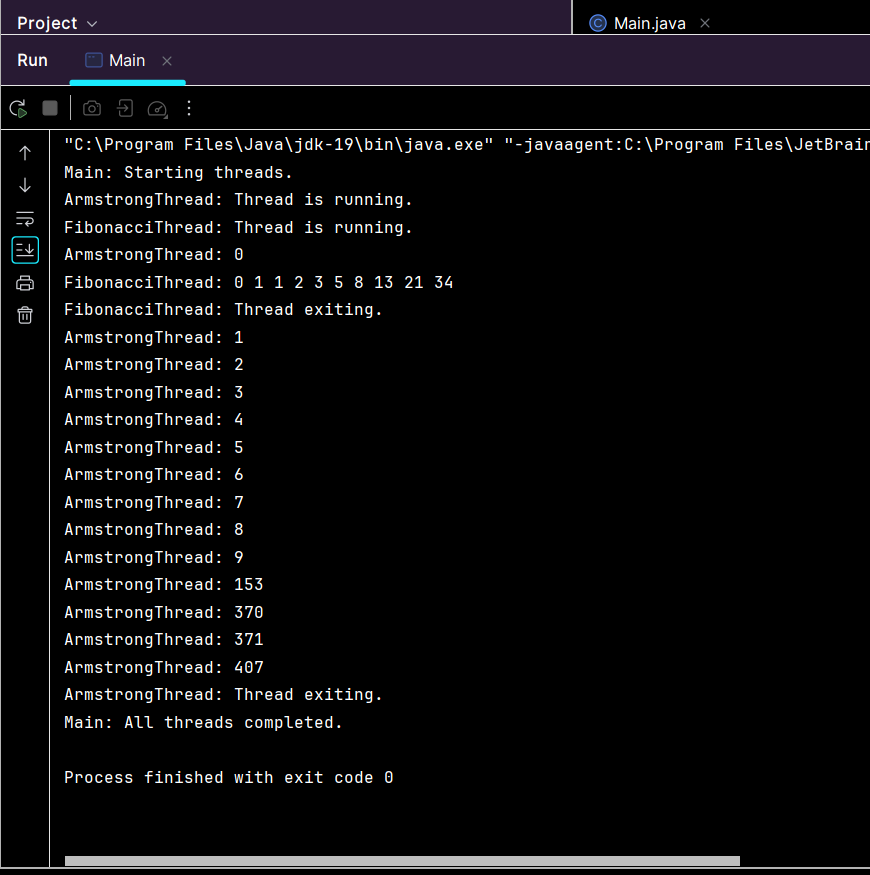 Project
Main.java
Run
Main
"C:\Program Files\Java\jdk-19\bin\java.exe" "-javaagent:C:\Program Files\JetBrain
Main: Starting threads.
ArmstrongThread: Thread is running.
FibonacciThread: Thread is running.
ArmstrongThread: 0
FibonacciThread: 0 1 1 2 3 5 8 13 21 34
FibonacciThread: Thread exiting.
ArmstrongThread: 1
ArmstrongThread: 2
ArmstrongThread: 3
ArmstrongThread: 4
ArmstrongThread: 5
ArmstrongThread: 6
ArmstrongThread: 7
ArmstrongThread: 8
ArmstrongThread: 9
ArmstrongThread: 153
ArmstrongThread: 370
ArmstrongThread: 371
ArmstrongThread: 407
ArmstrongThread: Thread exiting.
Main: All threads completed.
Process finished with exit code 0